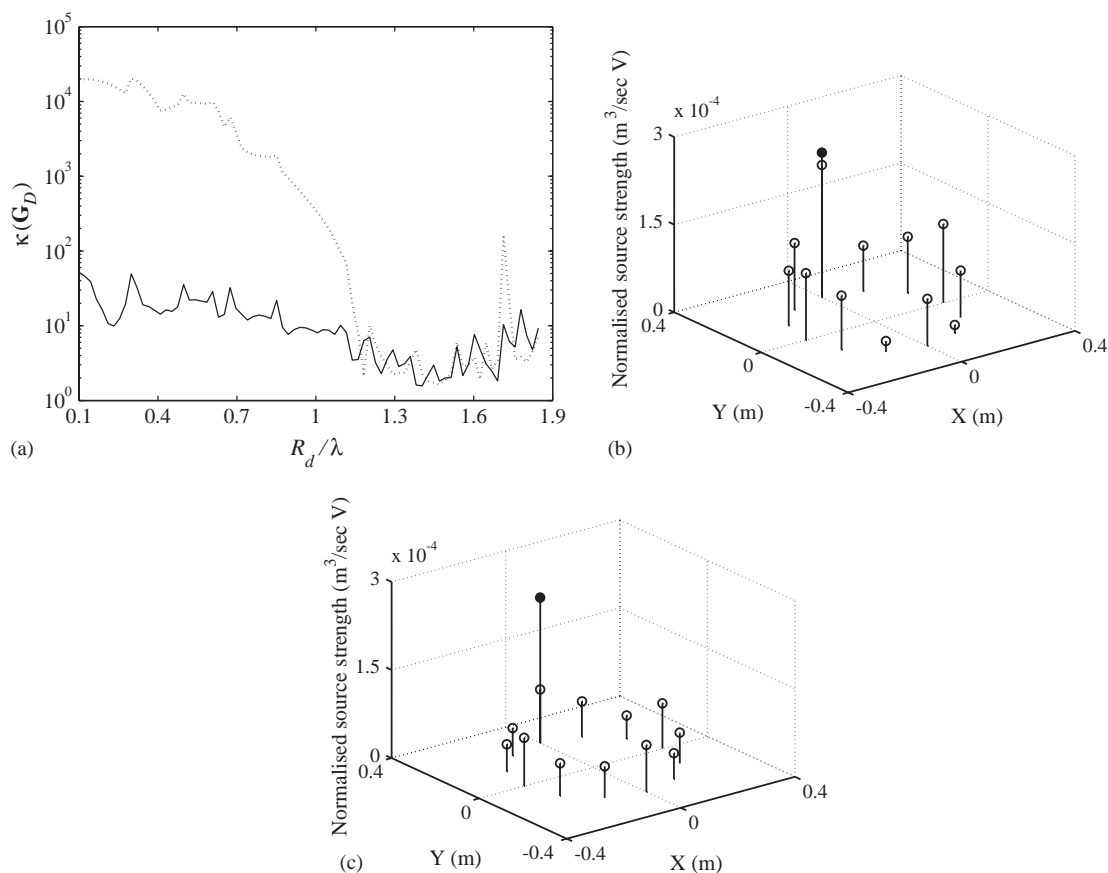 10^5
10^4
10^3
10^2
10^1
10^0
κ(G_D)
0.1 0.4 0.7 1 1.3 1.6 1.9
R_d/λ
(a)
Normalised source strength (m^3/sec V)
x 10^-4
3
1.5
0
0.4
0
-0.4
Y (m)
-0.4
0
0.4
X (m)
(b)
Normalised source strength (m^3/sec V)
x 10^-4
3
1.5
0
0.4
0
-0.4
Y (m)
-0.4
0
0.4
X (m)
(c)